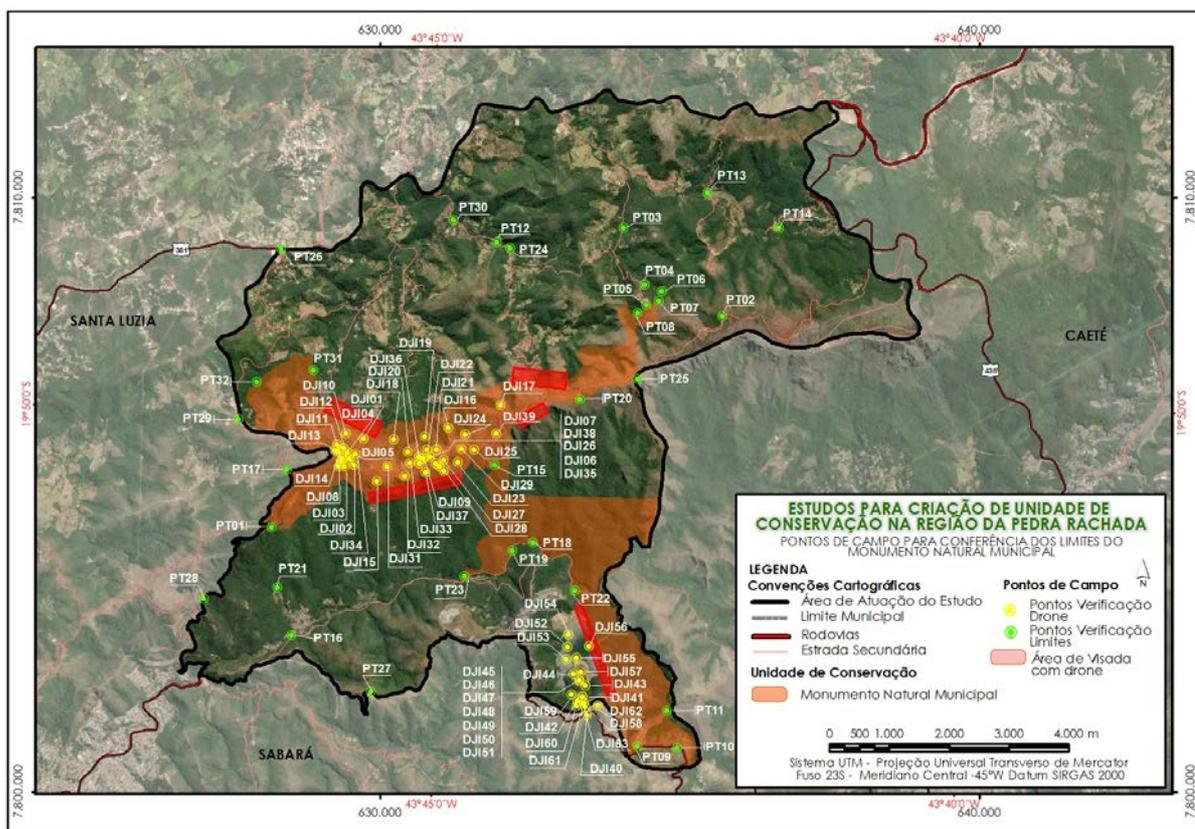 630.000
640.000
43°45'0"W
43°40'0"W
7.810.000
7.810.000
PT13
PT30
PT03
PT14
PT12
PT24
381
PT26
PT04
PT06
PT05
PT02
PT07
SANTA LUZIA
PT08
CAETÉ
DJI19
PT31
DJI36
DJI22
DJI20
PT25
436
PT32
DJI10
DJI18
DJI21
DJI17
DJI12
DJI01
DJI16
PT20
19°50'0"S
19°50'0"S
PT29
DJI11
DJI04
DJI24
DJI39
DJI07
DJI38
DJI13
DJI26
DJI05
DJI25
DJI06
PT17
PT15
DJI35
DJI14
DJI29
DJI08
DJI09
DJI23
DJI03
DJI37
DJI27
PT01
DJI02
DJI33
DJI28
DJI34
DJI32
PT18
DJI15
DJI31
PT19
PT28
PT21
PT23
PT22
DJI54
PT16
DJI52
DJI56
DJI53
DJI55
DJI45
DJI44
DJI57
PT27
DJI46
DJI43
DJI47
DJI41
DJI48
DJI59
DJI62
PT11
DJI49
DJI42
DJI58
DJI50
DJI60
DJI63
PT10
SABARÁ
DJI51
DJI61
PT09
DJI40
ESTUDOS PARA CRIAÇÃO DE UNIDADE DE
CONSERVAÇÃO NA REGIÃO DA PEDRA RACHADA
PONTOS DE CAMPO PARA CONFERÊNCIA DOS LIMITES DO
MONUMENTO NATURAL MUNICIPAL
LEGENDA
Convenções Cartográficas
Área de Atuação do Estudo
Limite Municipal
Rodovias
Estrada Secundária
Unidade de Conservação
Monumento Natural Municipal
Pontos de Campo
Pontos Verificação
Drone
Pontos Verificação
Limites
Área de Visada
com drone
N
0 500 1.000 2.000 3.000 4.000 m
Sistema UTM - Projeção Universal Transverso de Mercator
Fuso 23S - Meridiano Central -45°W Datum SIRGAS 2000
7.800.000
7.800.000
630.000
43°45'0"W
43°40'0"W
640.000